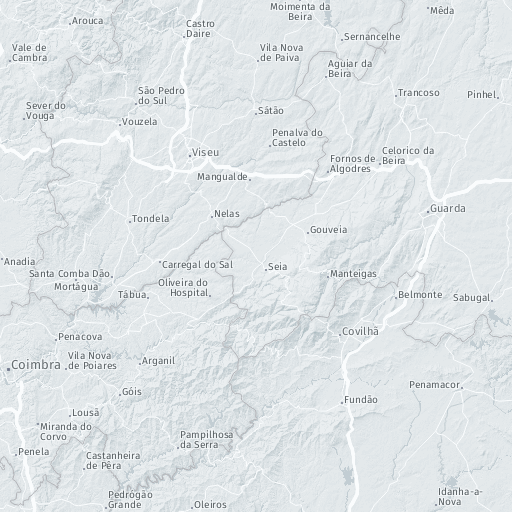 Moimenta da
Beira
Mêda
Arouca
Castro
Daire
Sernancelhe
Vale de
Cambra
Vila Nova
de Paiva
Aguiar da
Beira
São Pedro
do Sul
Trancoso
Pinhel
Sever do
Vouga
Sátão
Vouzela
Penalva do
Castelo
Viseu
Celorico da
Beira
Fornos de
Algodres
Mangualde
Guarda
Tondela
Nelas
Gouveia
Anadia
Carregal do Sal
Seia
Santa Comba Dão
Manteigas
Mortágua
Oliveira do
Hospital
Tábua
Belmonte
Sabugal
Penacova
Covilhã
Vila Nova
de Poiares
Coimbra
Arganil
Penamacor
Góis
Fundão
Lousã
Miranda do
Corvo
Pampilhosa
da Serra
Penela
Castanheira
de Pêra
Pedrógão
Grande
Oleiros
Idanha-a-
Nova